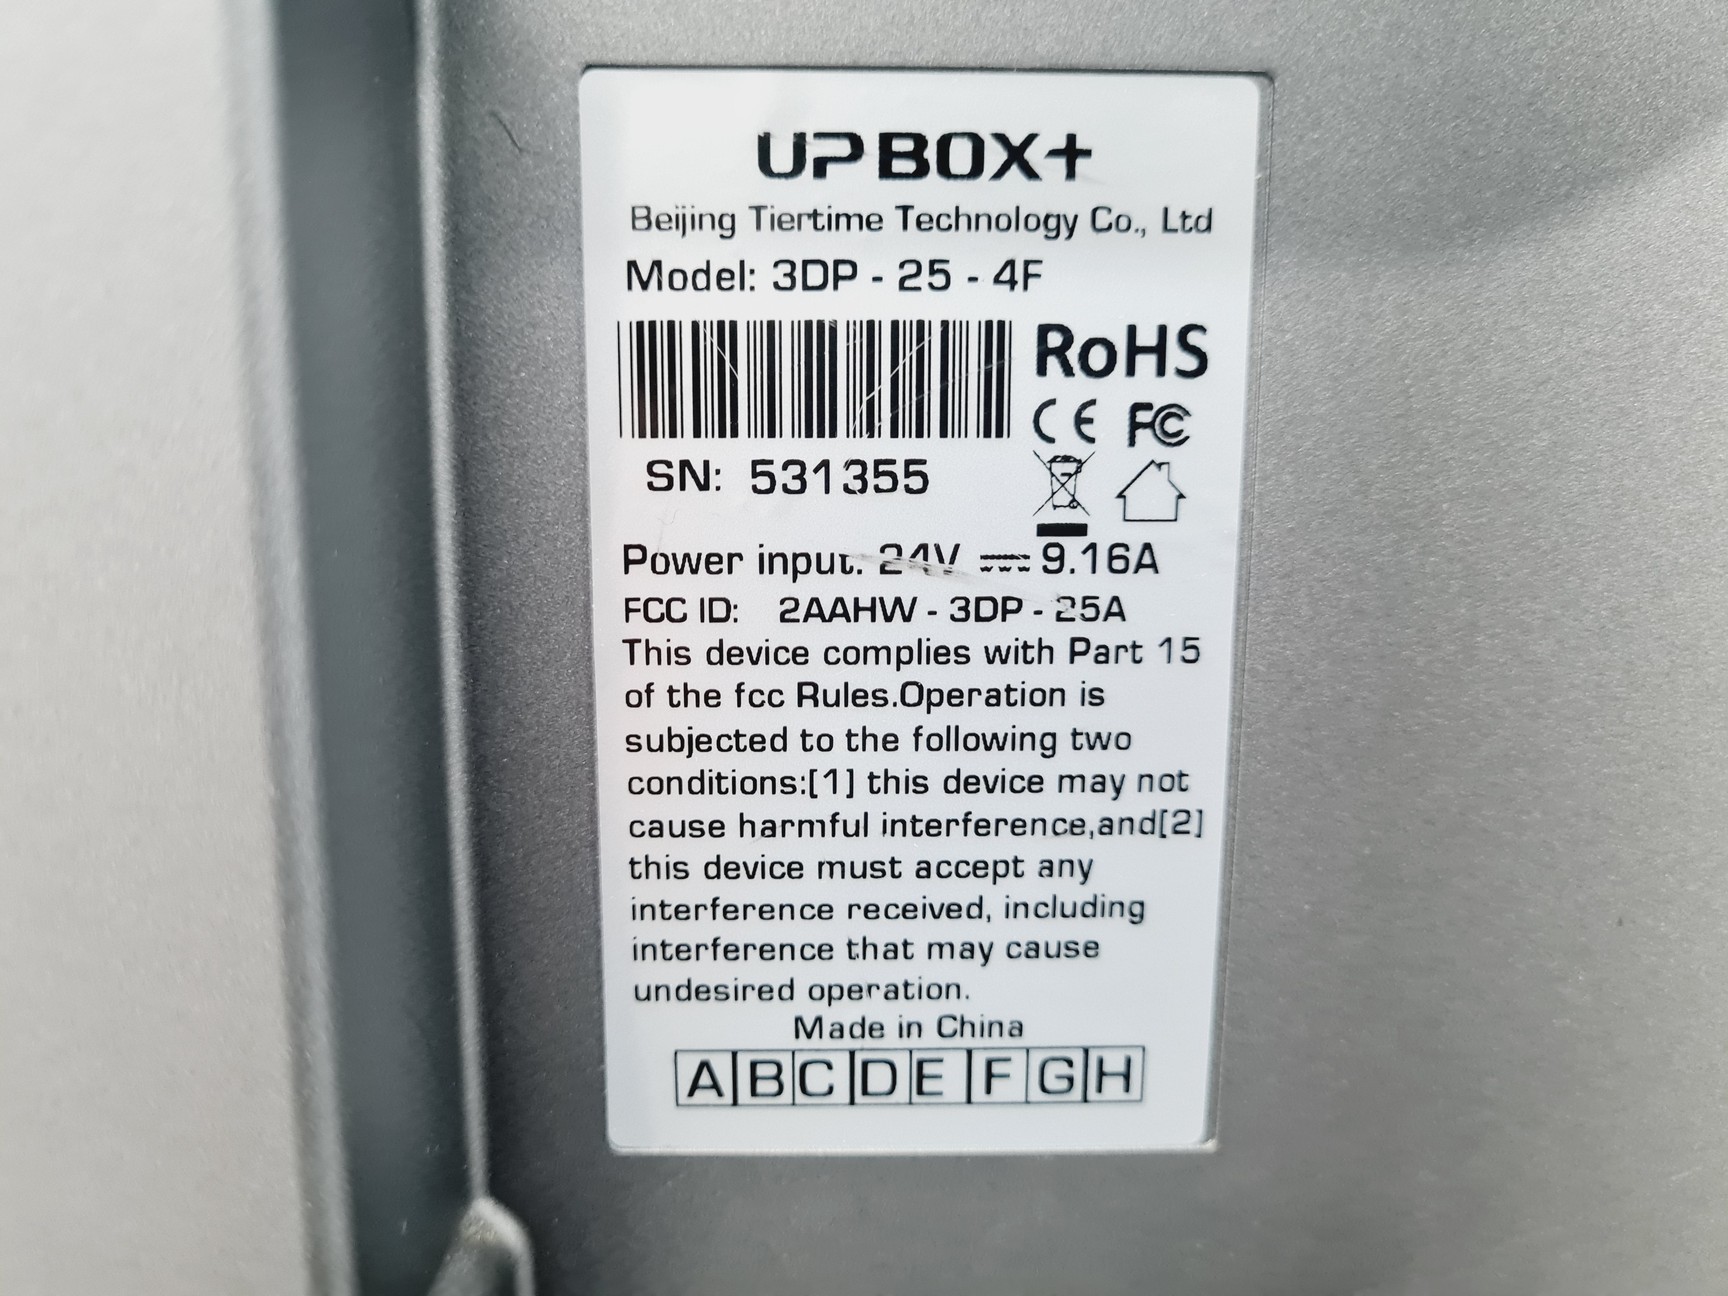 UP BOX+
Beijing Tiertime Technology Co., Ltd
Model: 3DP - 25 - 4F
RoHS
CE FC
SN: 531355
Power input: 24V ⎓ 9.16A
FCC ID: 2AAHW - 3DP - 25A
This device complies with Part 15
of the fcc Rules.Operation is
subjected to the following two
conditions:[1] this device may not
cause harmful interference,and[2]
this device must accept any
interference received, including
interference that may cause
undesired operation.
Made in China
A B C D E F G H